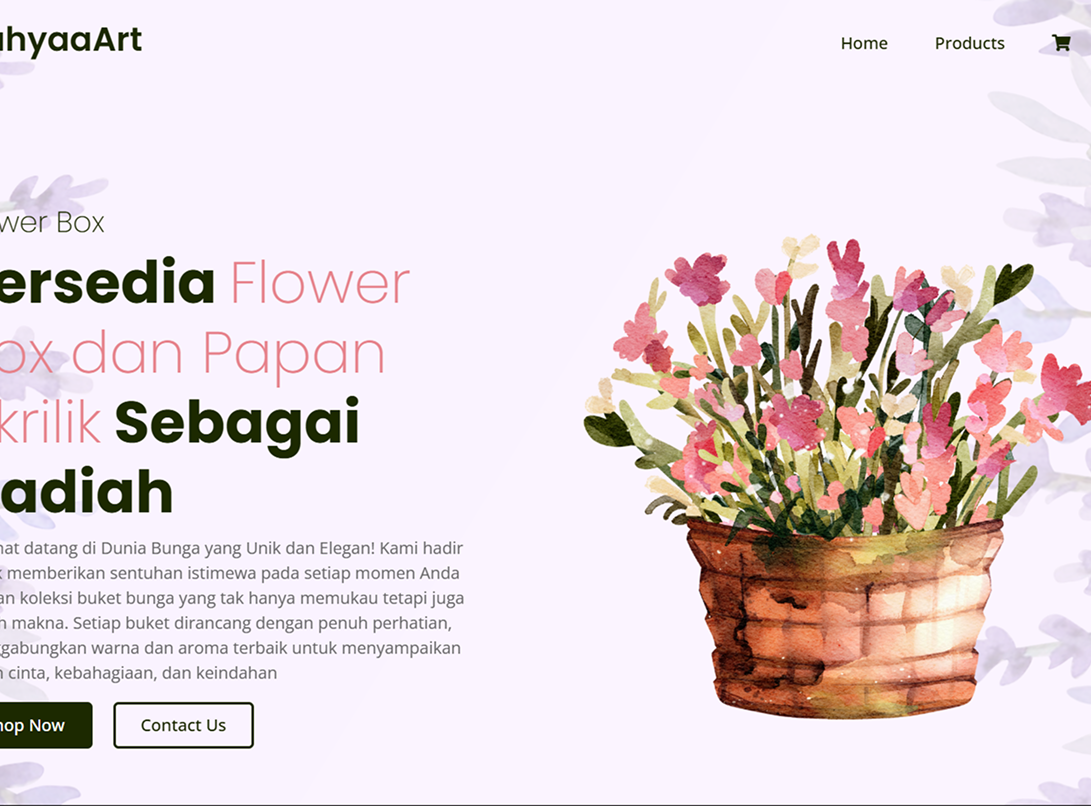 ahyaaArt
Home
Products
wer Box
ersedia Flower
ox dan Papan
krilik Sebagai
adiah
mat datang di Dunia Bunga yang Unik dan Elegan! Kami hadir
k memberikan sentuhan istimewa pada setiap momen Anda
an koleksi buket bunga yang tak hanya memukau tetapi juga
h makna. Setiap buket dirancang dengan penuh perhatian,
ggabungkan warna dan aroma terbaik untuk menyampaikan
n cinta, kebahagiaan, dan keindahan
hop Now
Contact Us